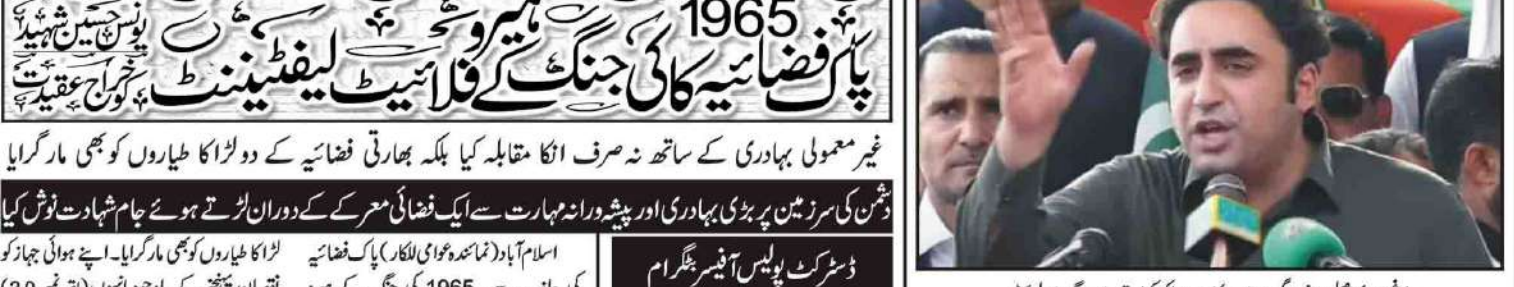 پاک فضائیہ کا 1965 کی جنگ کے ہیرو فلائیٹ لیفٹیننٹ
یونس حسین شہید
کو خراج عقیدت
غیر معمولی بہادری کے ساتھ نہ صرف انکا مقابلہ کیا بلکہ بھارتی فضائیہ کے دو لڑاکا طیاروں کو بھی مار گرایا
دشمن کی سرزمین پر بڑی بہادری اور پیشہ ورانہ مہارت سے ایک فضائی معرکے کے دوران لڑتے ہوئے جام شہادت نوش کیا
اسلام آباد (نمائندہ عوامی للکار) پاک فضائیہ
1965 کی جنگ کے
لڑاکا طیاروں کو بھی مار گرایا۔ اپنے ہوائی جہاز کو
ڈسٹرکٹ پولیس آفیسر بٹگرام